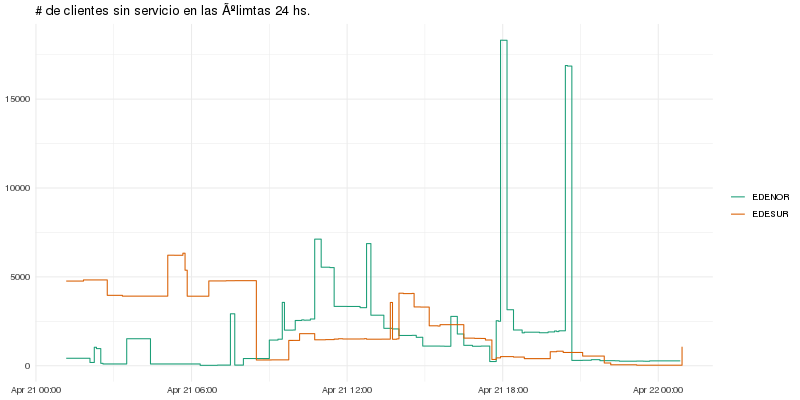 # de clientes sin servicio en las Ãºlimtas 24 hs.
15000
10000
5000
0
Apr 21 00:00
Apr 21 06:00
Apr 21 12:00
Apr 21 18:00
Apr 22 00:00
EDENOR
EDESUR